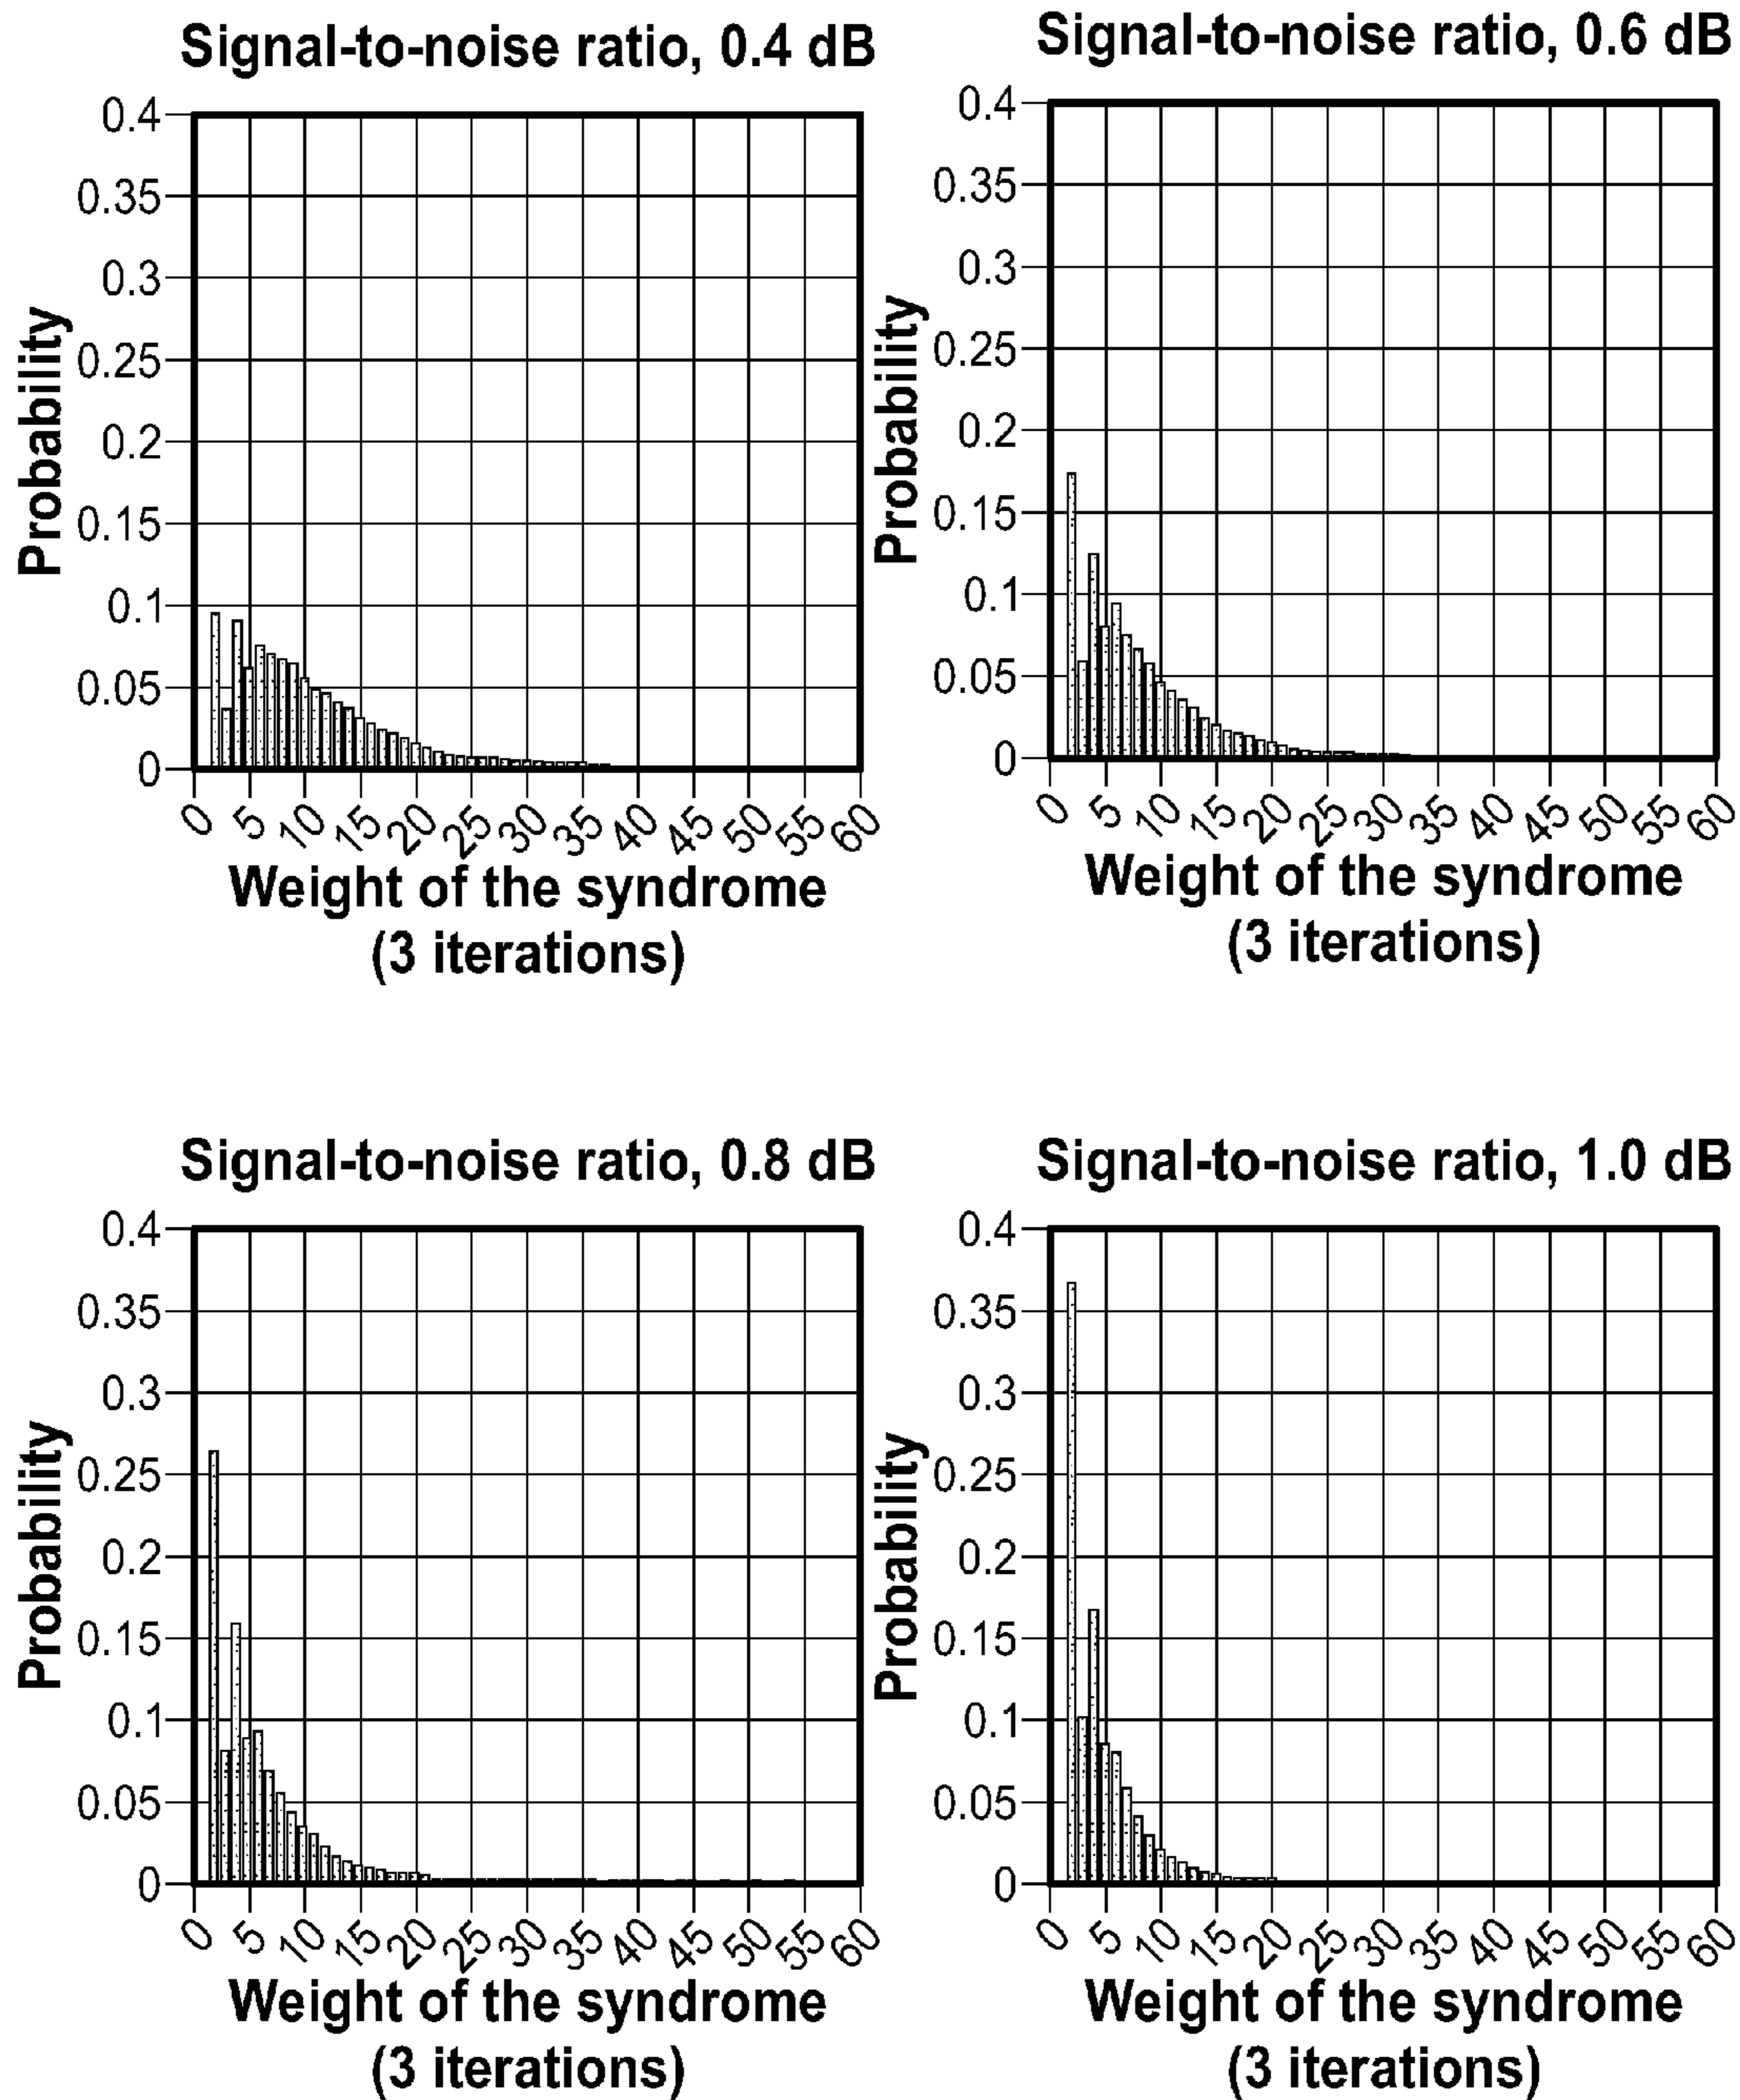 Signal-to-noise ratio, 0.4 dB
0.4
0.35
0.3
0.25
0.2
0.15
0.1
0.05
0
Probability
0 5 10 15 20 25 30 35 40 45 50 55 60
Weight of the syndrome
(3 iterations)
Signal-to-noise ratio, 0.6 dB
0.4
0.35
0.3
0.25
0.2
0.15
0.1
0.05
0
Probability
0 5 10 15 20 25 30 35 40 45 50 55 60
Weight of the syndrome
(3 iterations)
Signal-to-noise ratio, 0.8 dB
0.4
0.35
0.3
0.25
0.2
0.15
0.1
0.05
0
Probability
0 5 10 15 20 25 30 35 40 45 50 55 60
Weight of the syndrome
(3 iterations)
Signal-to-noise ratio, 1.0 dB
0.4
0.35
0.3
0.25
0.2
0.15
0.1
0.05
0
Probability
0 5 10 15 20 25 30 35 40 45 50 55 60
Weight of the syndrome
(3 iterations)